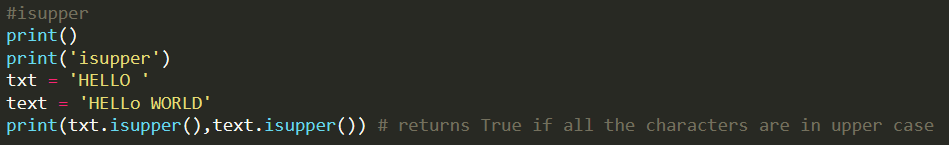 #isupper
print()
print('isupper')
txt = 'HELLO '
text = 'HELLo WORLD'
print(txt.isupper(),text.isupper()) # returns True if all the characters are in upper case